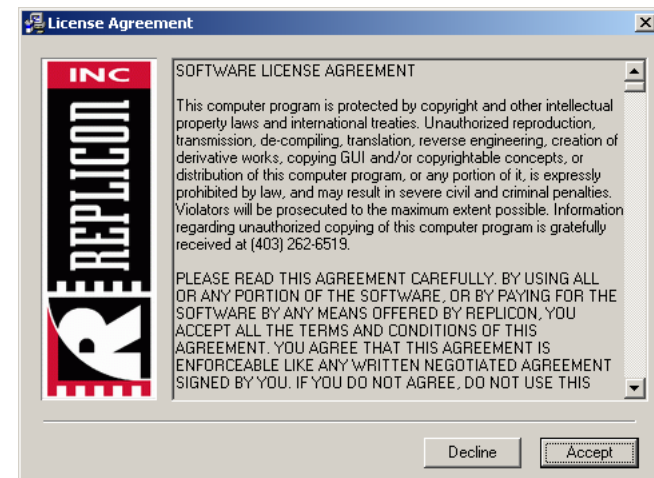 License Agreement
INC
REPLICON
R
SOFTWARE LICENSE AGREEMENT
This computer program is protected by copyright and other intellectual
property laws and international treaties. Unauthorized reproduction,
transmission, de-compiling, translation, reverse engineering, creation of
derivative works, copying GUI and/or copyrightable concepts, or
distribution of this computer program, or any portion of it, is expressly
prohibited by law, and may result in severe civil and criminal penalties.
Violators will be prosecuted to the maximum extent possible. Information
regarding unauthorized copying of this computer program is gratefully
received at (403) 262-6519.
PLEASE READ THIS AGREEMENT CAREFULLY. BY USING ALL
OR ANY PORTION OF THE SOFTWARE, OR BY PAYING FOR THE
SOFTWARE BY ANY MEANS OFFERED BY REPLICON, YOU
ACCEPT ALL THE TERMS AND CONDITIONS OF THIS
AGREEMENT. YOU AGREE THAT THIS AGREEMENT IS
ENFORCEABLE LIKE ANY WRITTEN NEGOTIATED AGREEMENT
SIGNED BY YOU. IF YOU DO NOT AGREE, DO NOT USE THIS
Decline
Accept